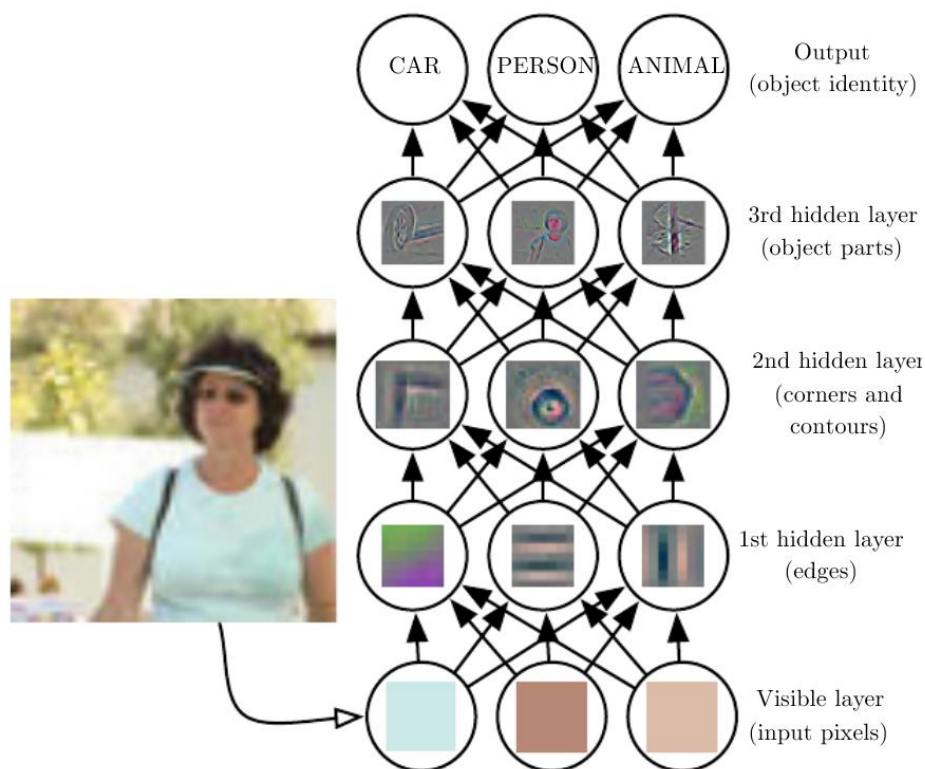 CAR PERSON ANIMAL
Output
(object identity)
3rd hidden layer
(object parts)
2nd hidden layer
(corners and
contours)
1st hidden layer
(edges)
Visible layer
(input pixels)